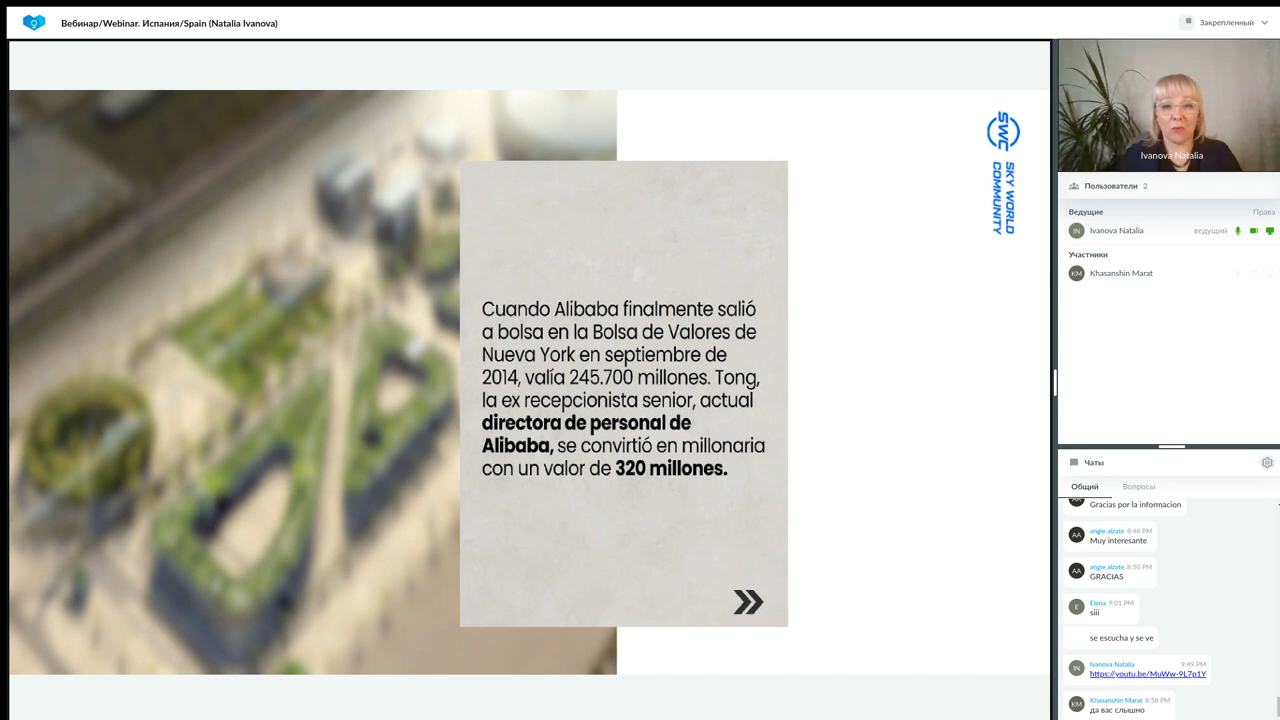 Вебинар/Webinar. Испания/Spain (Natalia Ivanova)
Закрепленный
SWC
SKY WORLD
COMMUNITY
Cuando Alibaba finalmente salió
a bolsa en la Bolsa de Valores de
Nueva York en septiembre de
2014, valía 245.700 millones. Tong,
la ex recepcionista senior, actual
directora de personal de
Alibaba, se convirtió en millonaria
con un valor de 320 millones.
Ivanova Natalia
Пользователи 2
Ведущие Права
IN Ivanova Natalia ведущий
Участники
KM Khasanshin Marat
Чаты
Общий Вопросы
AA Gracias por la informacion
angie alzate 8:48 PM
AA Muy interesante
angie alzate 8:50 PM
AA GRACIAS
Elena 9:01 PM
E siii
se escucha y se ve
Ivanova Natalia 9:49 PM
IN https://youtu.be/MuWw-9L7p1Y
Khasanshin Marat 8:58 PM
KM да вас слышно